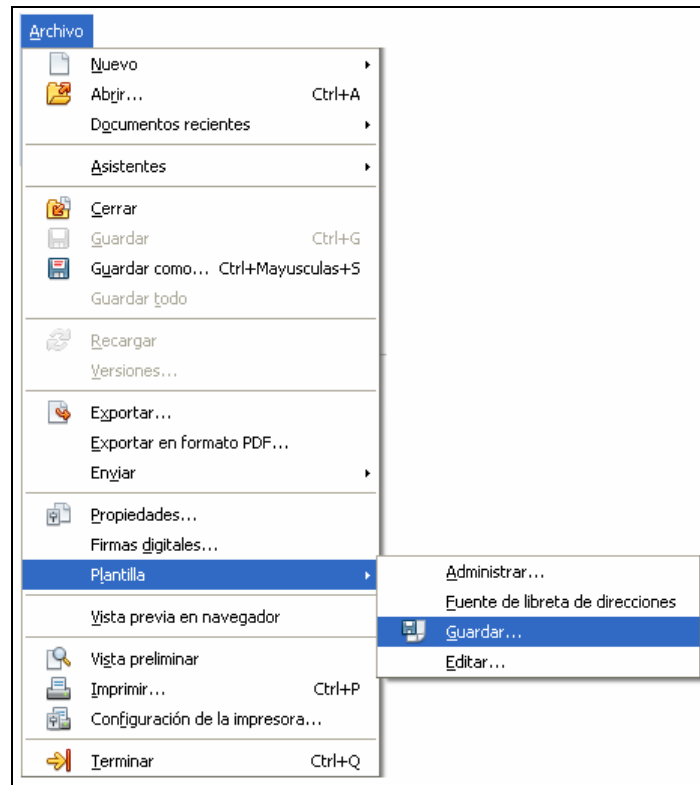 Archivo
Nuevo
Abrir... Ctrl+A
Documentos recientes
Asistentes
Cerrar
Guardar Ctrl+G
Guardar como... Ctrl+Mayusculas+S
Guardar todo
Recargar
Versiones...
Exportar...
Exportar en formato PDF...
Enviar
Propiedades...
Firmas digitales...
Plantilla
Vista previa en navegador
Vista preliminar
Imprimir... Ctrl+P
Configuración de la impresora...
Terminar Ctrl+Q
Administrar...
Fuente de libreta de direcciones
Guardar...
Editar...